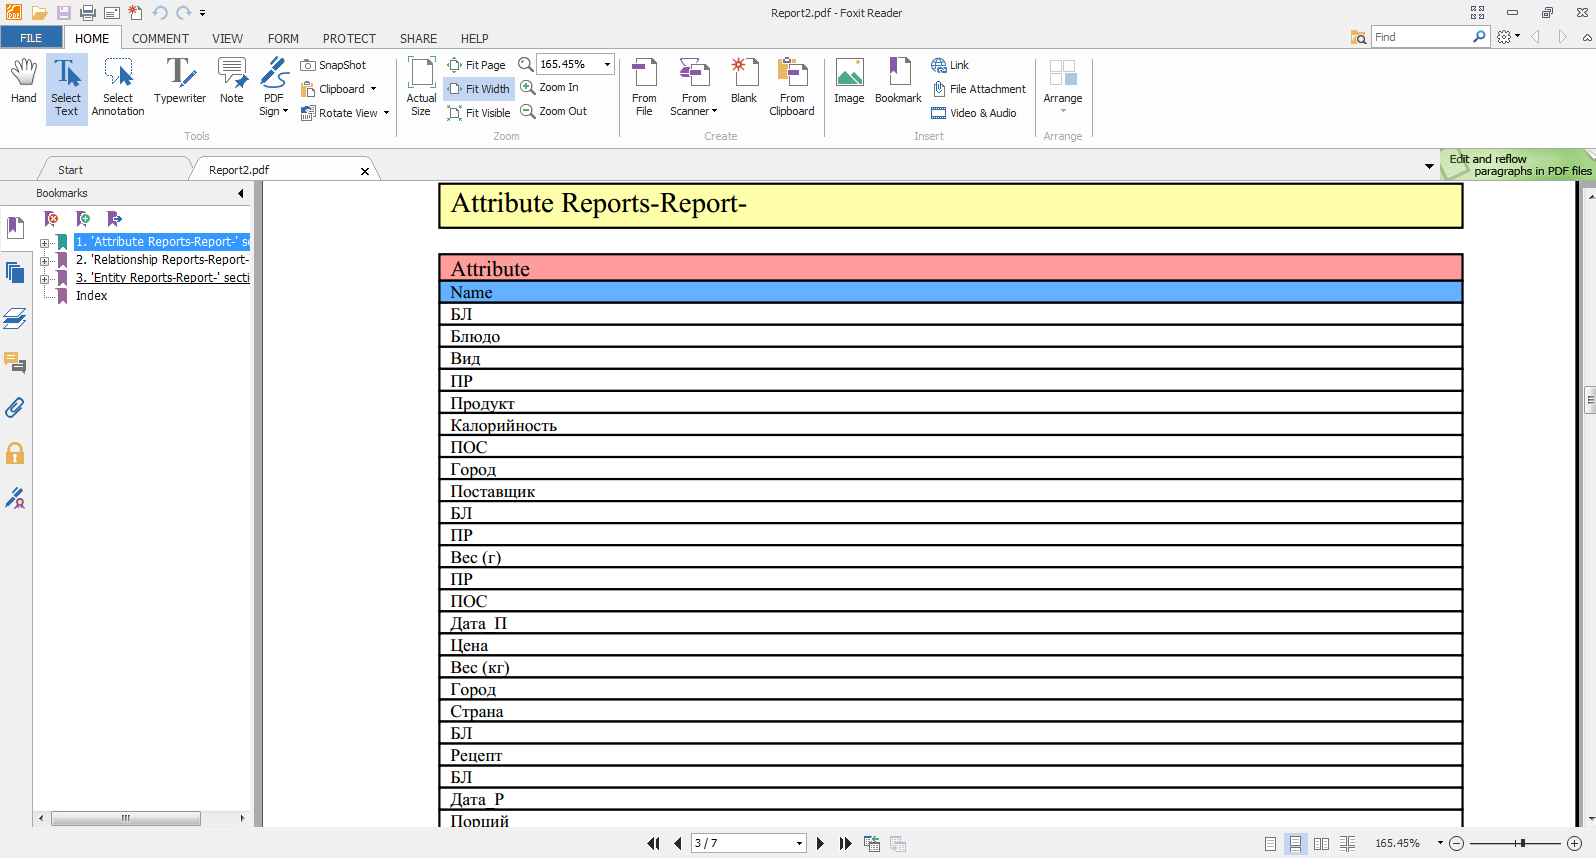 Report2.pdf - Foxit Reader
FILE HOME COMMENT VIEW FORM PROTECT SHARE HELP
Find
Hand
Select Text
Select Annotation
Typewriter
Note
PDF Sign
SnapShot
Clipboard
Rotate View
Tools
Actual Size
Fit Page
Fit Width
Fit Visible
165.45%
Zoom In
Zoom Out
Zoom
From File
From Scanner
Blank
From Clipboard
Create
Image
Bookmark
Link
File Attachment
Video & Audio
Insert
Arrange
Arrange
Start
Report2.pdf
Edit and reflow
paragraphs in PDF files
Bookmarks
1. 'Attribute Reports-Report-' se
2. 'Relationship Reports-Report-'
3. 'Entity Reports-Report-' secti
Index
Attribute Reports-Report-
Attribute
Name
БЛ
Блюдо
Вид
ПР
Продукт
Калорийность
ПОС
Город
Поставщик
БЛ
ПР
Вес (г)
ПР
ПОС
Дата_П
Цена
Вес (кг)
Город
Страна
БЛ
Рецепт
БЛ
Дата_Р
Порций
3 / 7
165.45%